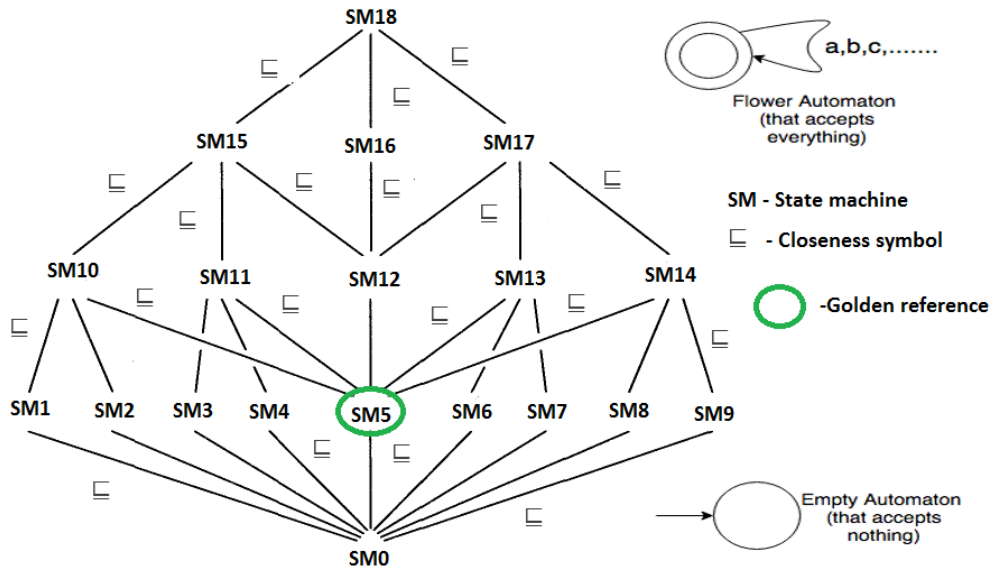 SM18
⊑
⊑
⊑
a,b,c,.......
Flower Automaton
(that accepts
everything)
SM15
SM16
SM17
⊑
⊑
⊑
⊑
⊑
⊑
SM - State machine
⊑ - Closeness symbol
SM10
SM11
SM12
SM13
SM14
⊑
⊑
⊑
⊑
⊑
⊑
-Golden reference
SM1
SM2
SM3
SM4
SM5
SM6
SM7
SM8
SM9
⊑
⊑
⊑
⊑
Empty Automaton
(that accepts
nothing)
SM0